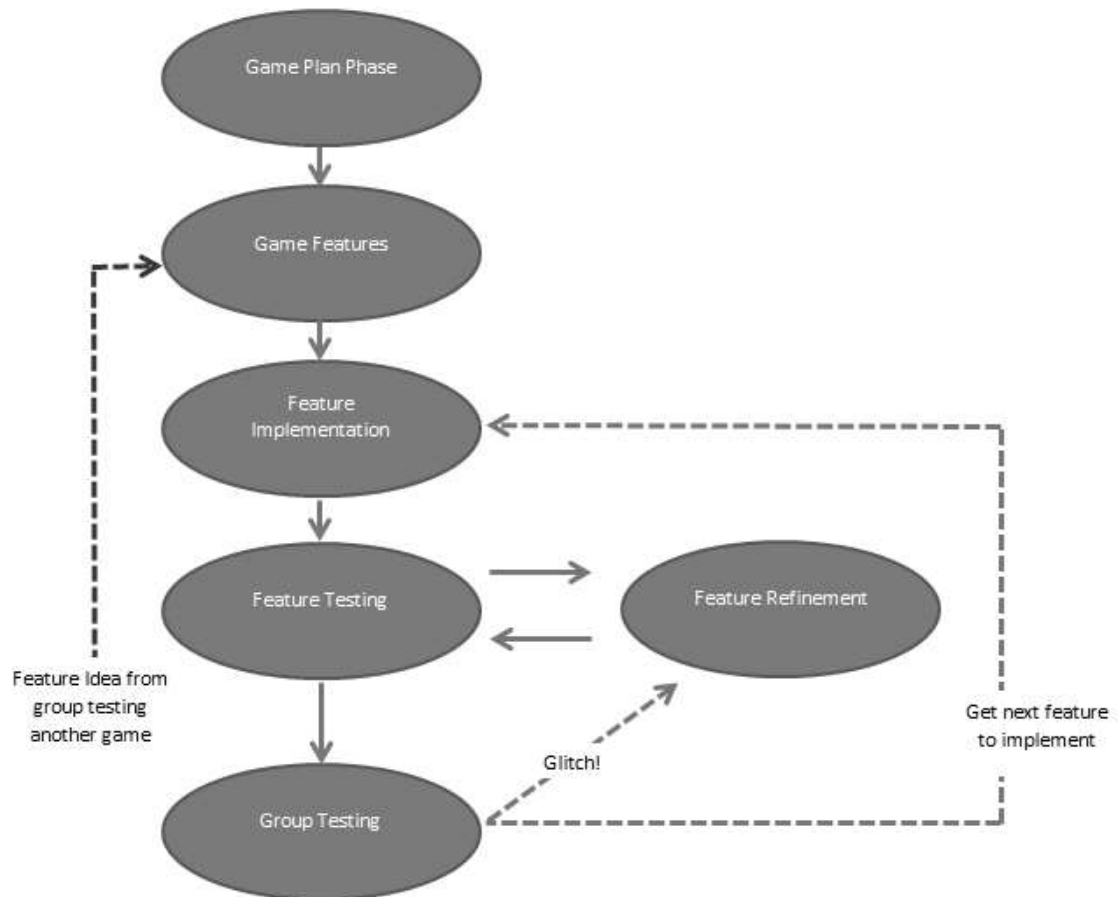 Game Plan Phase
Game Features
Feature
Implementation
Feature Testing
Feature Refinement
Feature Idea from
group testing
another game
Get next feature
to implement
Glitch!
Group Testing